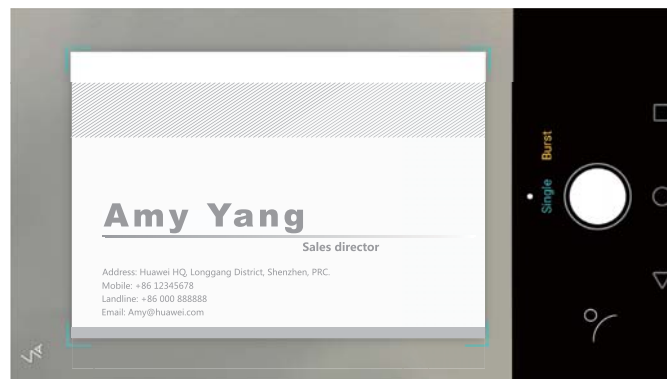 Amy Yang
Sales director
Address: Huawei HQ, Longgang District, Shenzhen, PRC.
Mobile: +86 12345678
Landline: +86 000 888888
Email: Amy@huawei.com
Single Burst